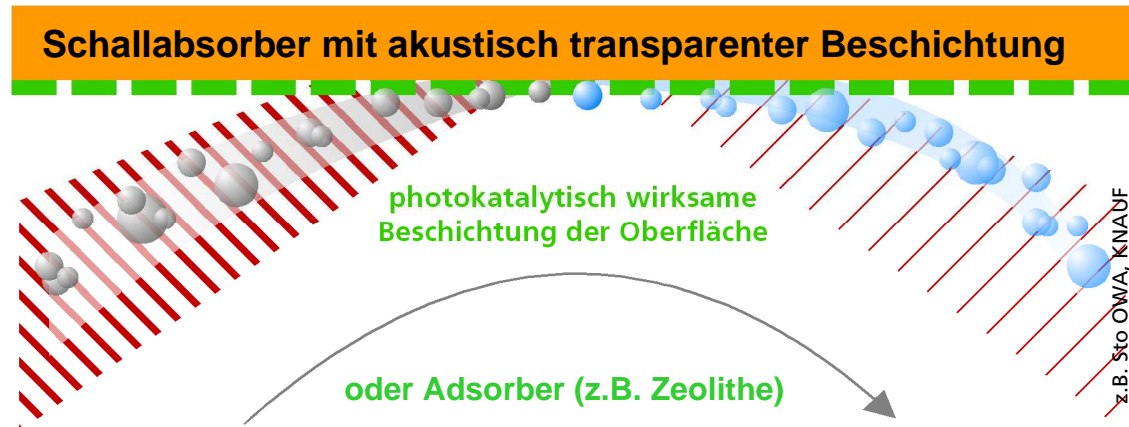 Schallabsorber mit akustisch transparenter Beschichtung
photokatalytisch wirksame
Beschichtung der Oberfläche
oder Adsorber (z.B. Zeolithe)
z.B. Sto OWA, KNAUF